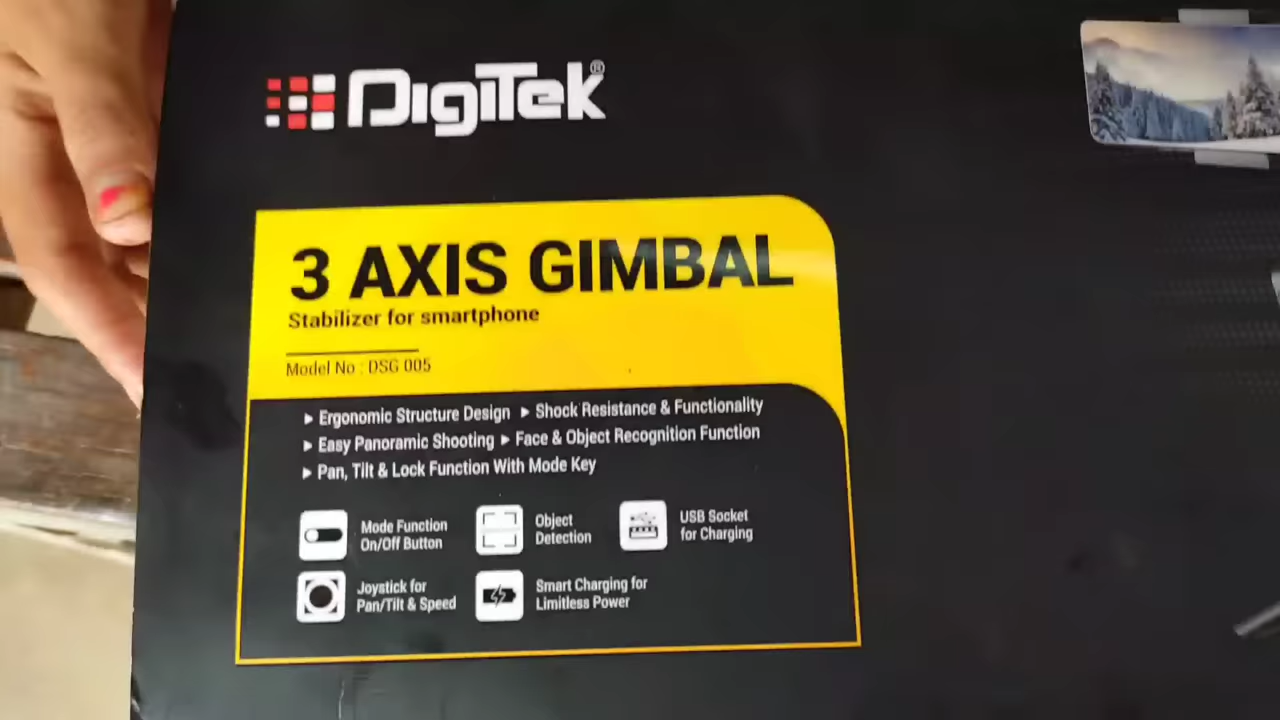 DIGITEK®
3 AXIS GIMBAL
Stabilizer for smartphone
Model No : DSG 005
▸ Ergonomic Structure Design ▸ Shock Resistance & Functionality
▸ Easy Panoramic Shooting ▸ Face & Object Recognition Function
▸ Pan, Tilt & Lock Function With Mode Key
Mode Function
On/Off Button
Object
Detection
USB Socket
for Charging
Joystick for
Pan/Tilt & Speed
Smart Charging for
Limitless Power